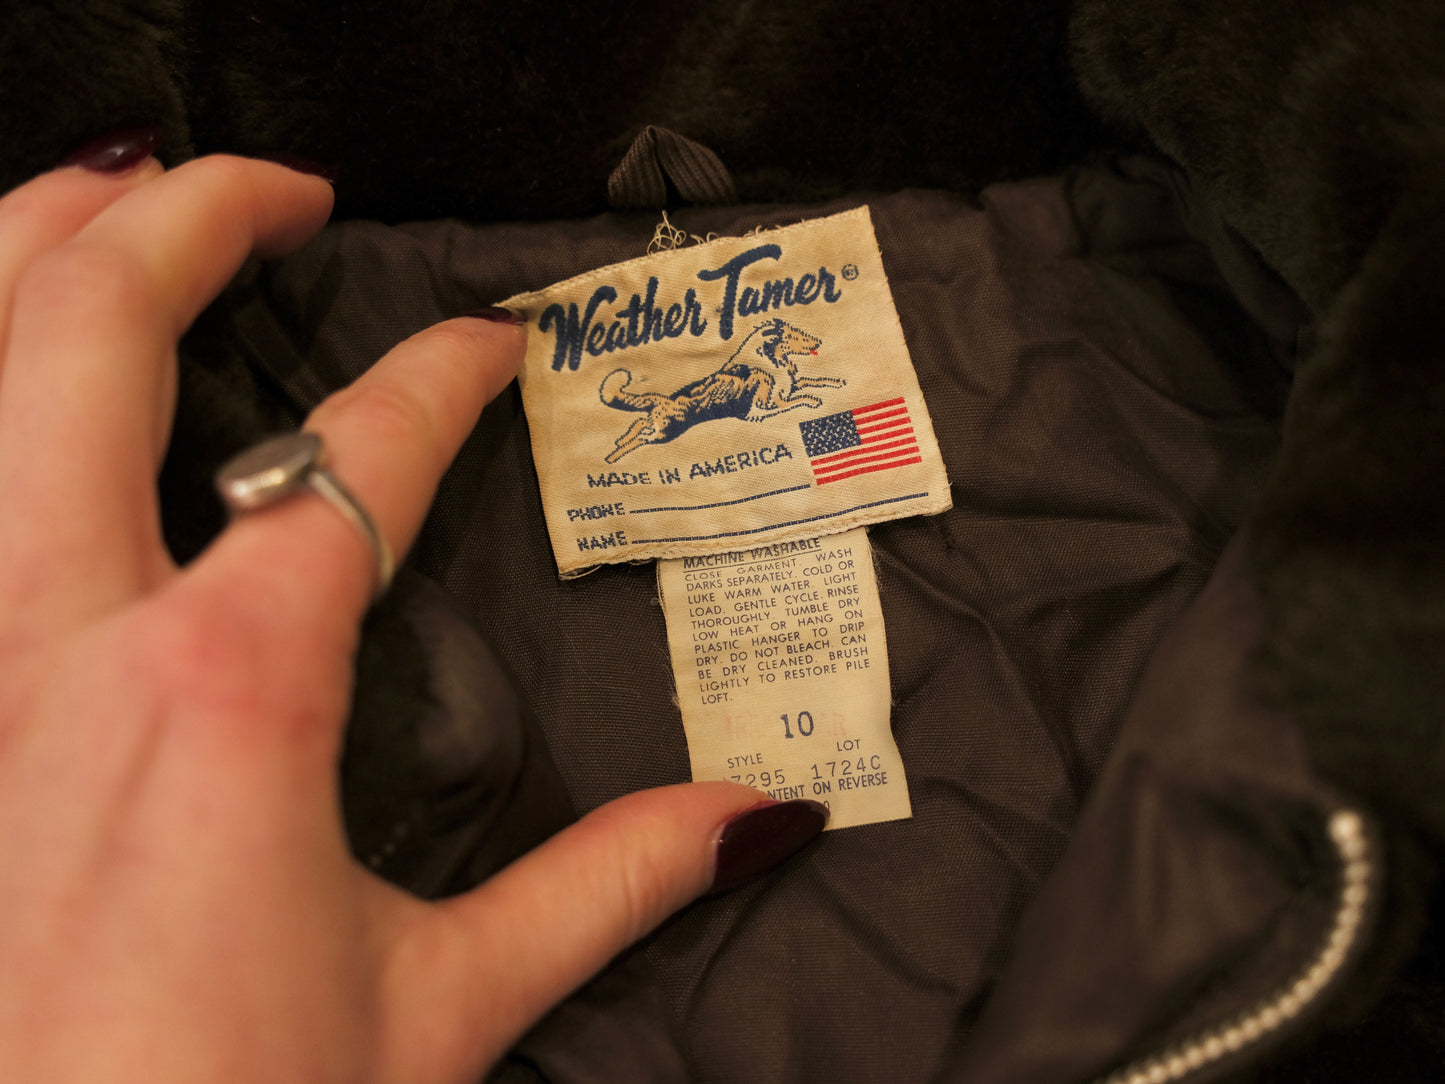 Weather Tamer®
MADE IN AMERICA
PHONE
NAME
MACHINE WASHABLE
CLOSE GARMENT. WASH
DARKS SEPARATELY. COLD OR
LUKE WARM WATER. LIGHT
LOAD. GENTLE CYCLE. RINSE
THOROUGHLY. TUMBLE DRY
LOW HEAT OR HANG ON
PLASTIC HANGER TO DRIP
DRY. DO NOT BLEACH. CAN
BE DRY CLEANED. BRUSH
LIGHTLY TO RESTORE PILE
LOFT.
10
STYLE LOT
7295 1724C
ON REVERSE